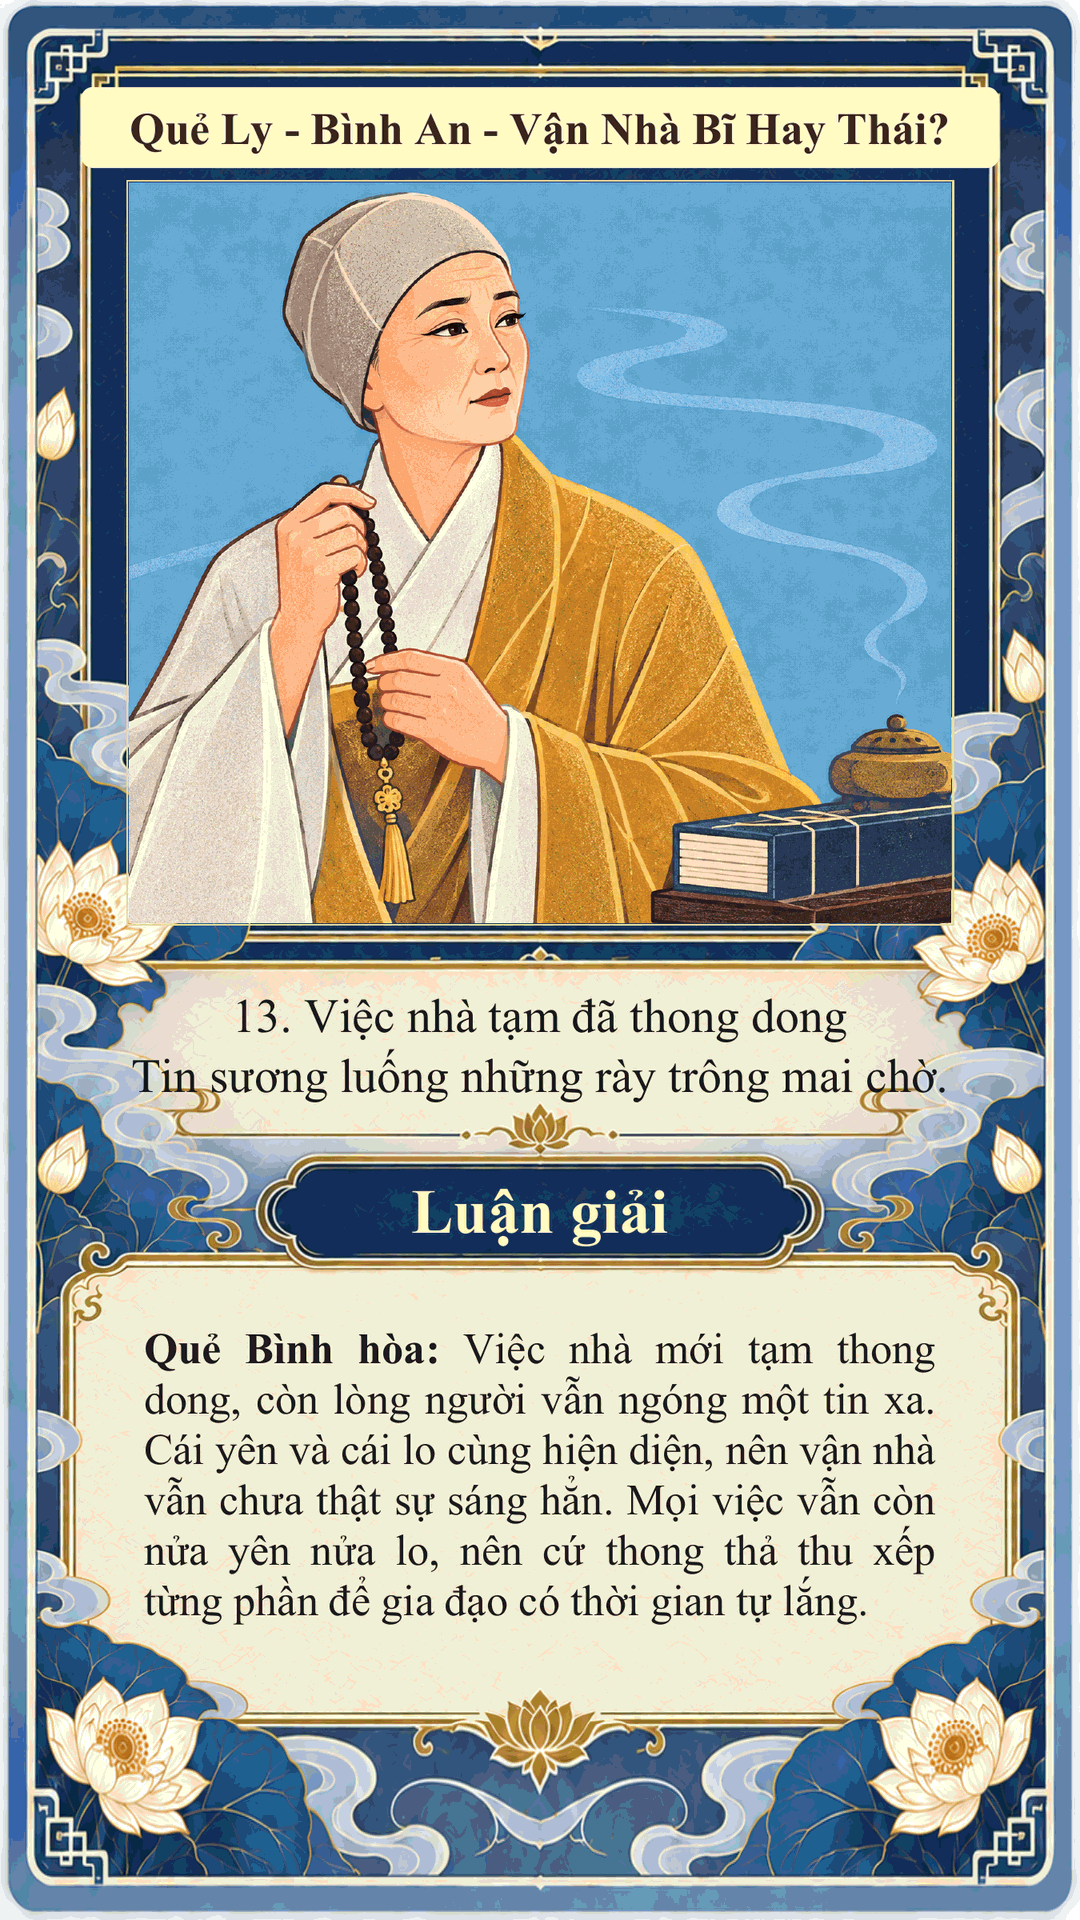 Quẻ Ly - Bình An - Vận Nhà Bĩ Hay Thái?
13. Việc nhà tạm đã thong dong
Tin sương luống những rày trông mai chờ.
Luận giải
Quẻ Bình hòa: Việc nhà mới tạm thong
dong, còn lòng người vẫn ngóng một tin xa.
Cái yên và cái lo cùng hiện diện, nên vận nhà
vẫn chưa thật sự sáng hẳn. Mọi việc vẫn còn
nửa yên nửa lo, nên cứ thong thả thu xếp
từng phần để gia đạo có thời gian tự lắng.